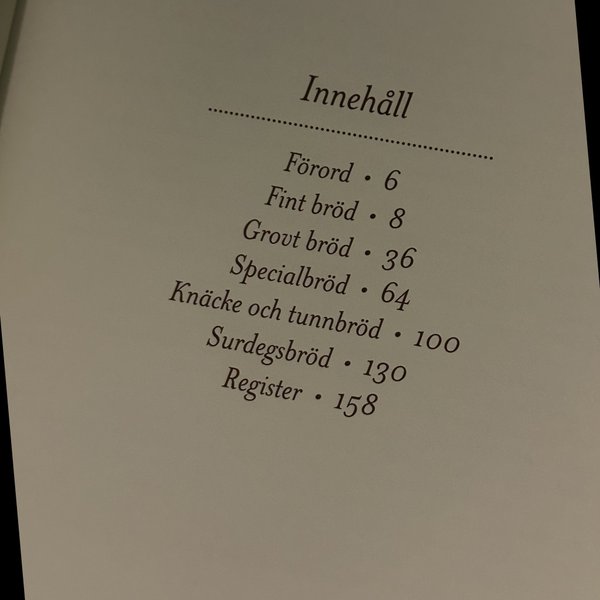 Innehåll
Förord • 6
Fint bröd • 8
Grovt bröd • 36
Specialbröd • 64
Knäcke och tunnbröd • 100
Surdegsbröd • 130
Register • 158